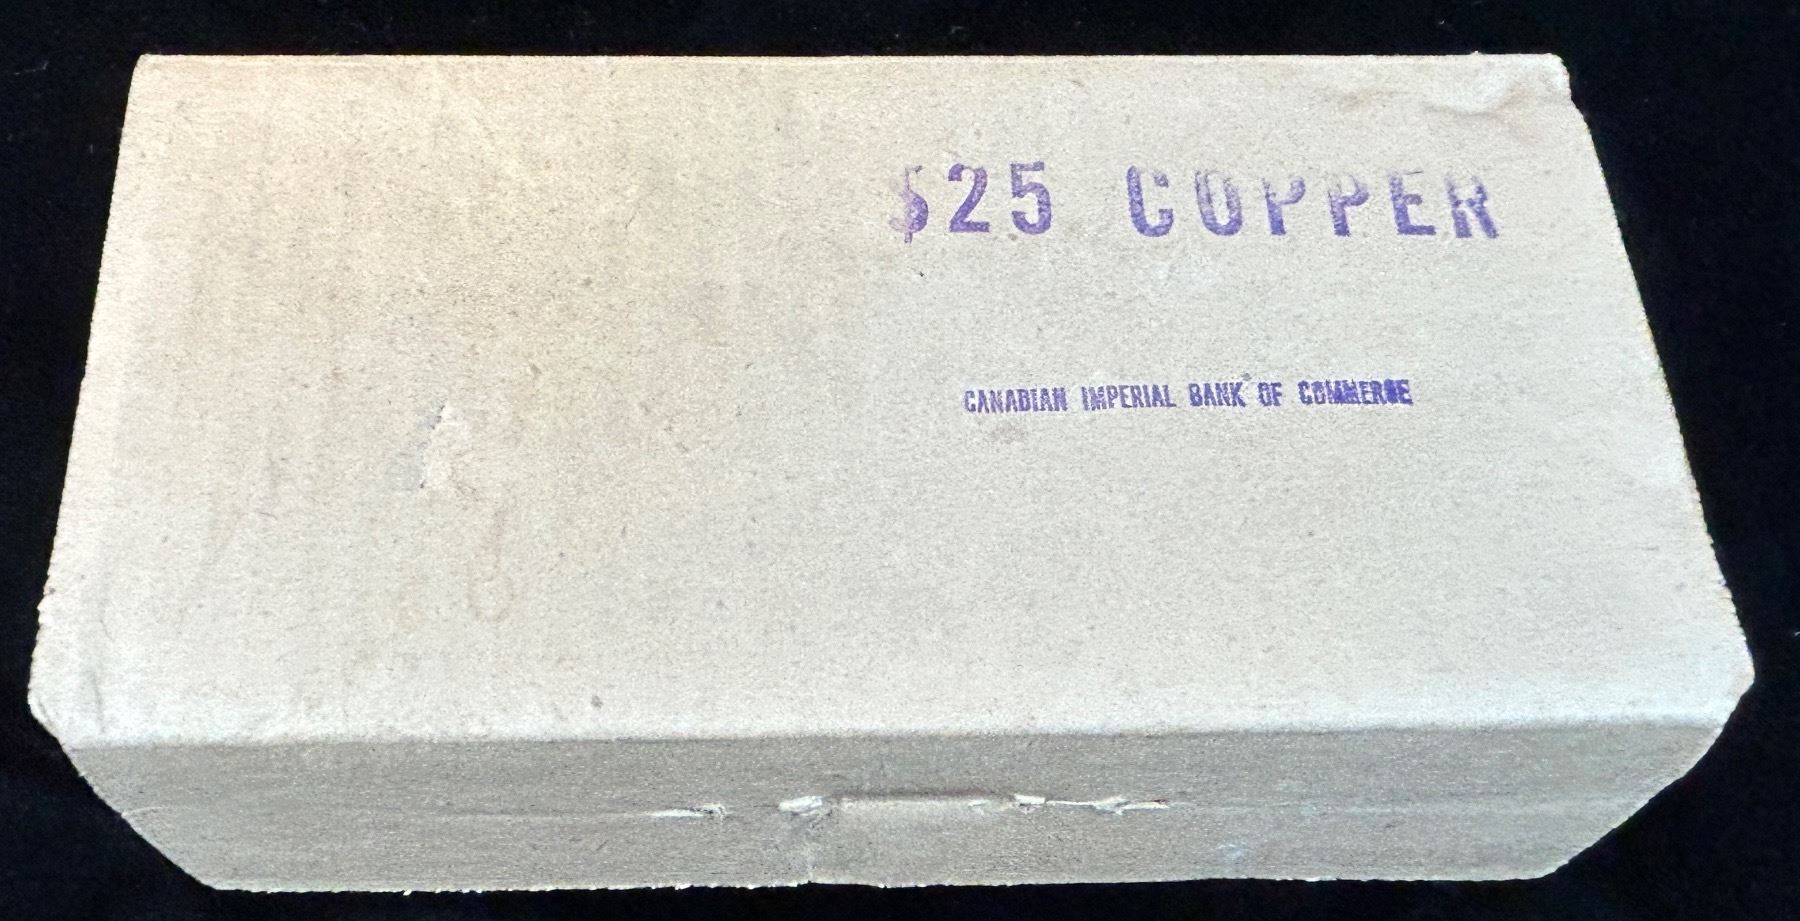 $25 COPPER
CANADIAN IMPERIAL BANK OF COMMERCE